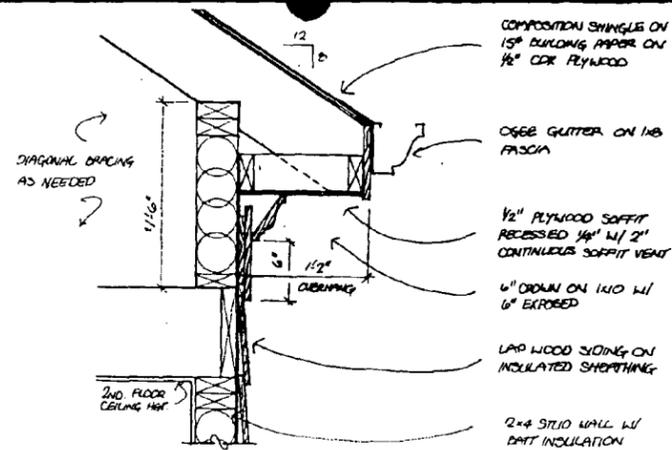 12
8
COMPOSITION SHINGLE ON
15# BUILDING PAPER ON
1/2" CDX PLYWOOD
OGEE GUTTER ON 1x8
FASCIA
DIAGONAL BRACING
AS NEEDED
1/2" PLYWOOD SOFFIT
RECESSED 1/4" W/ 2"
CONTINUOUS SOFFIT VENT
6"
1'-2"
OVERHANG
6" CROWN ON 1x10 W/
6" EXPOSED
LAP WOOD SIDING ON
INSULATED SHEATHING
2ND. FLOOR
CEILING HGT.
2x4 STUD WALL W/
BATT INSULATION